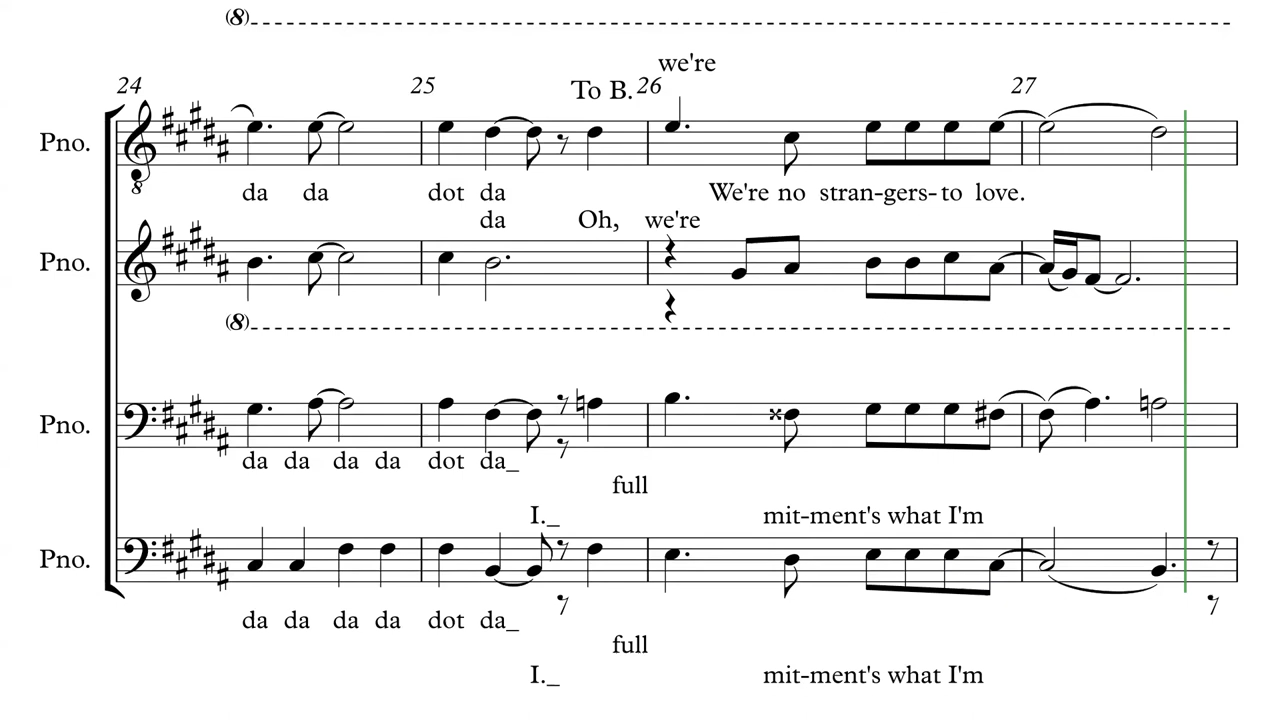 (8)
we're
24 25 To B. 26 27
Pno.
8
da da dot da We're no stran-gers-to love.
da Oh, we're
Pno.
(8)
Pno.
da da da da dot da_
full
I._ mit-ment's what I'm
Pno.
da da da da dot da_
full
I._ mit-ment's what I'm